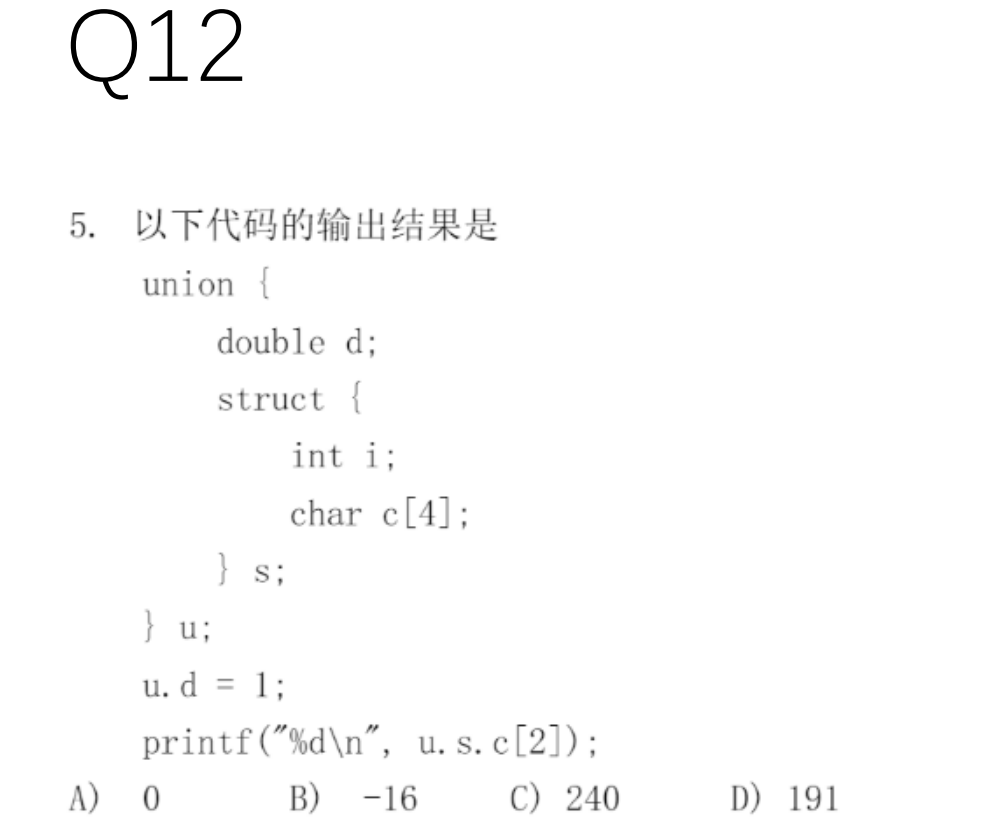 Q12
5. 以下代码的输出结果是
union {
double d;
struct {
int i;
char c[4];
} s;
} u;
u.d = 1;
printf("%d\n", u.s.c[2]);
A) 0 B) -16 C) 240 D) 191